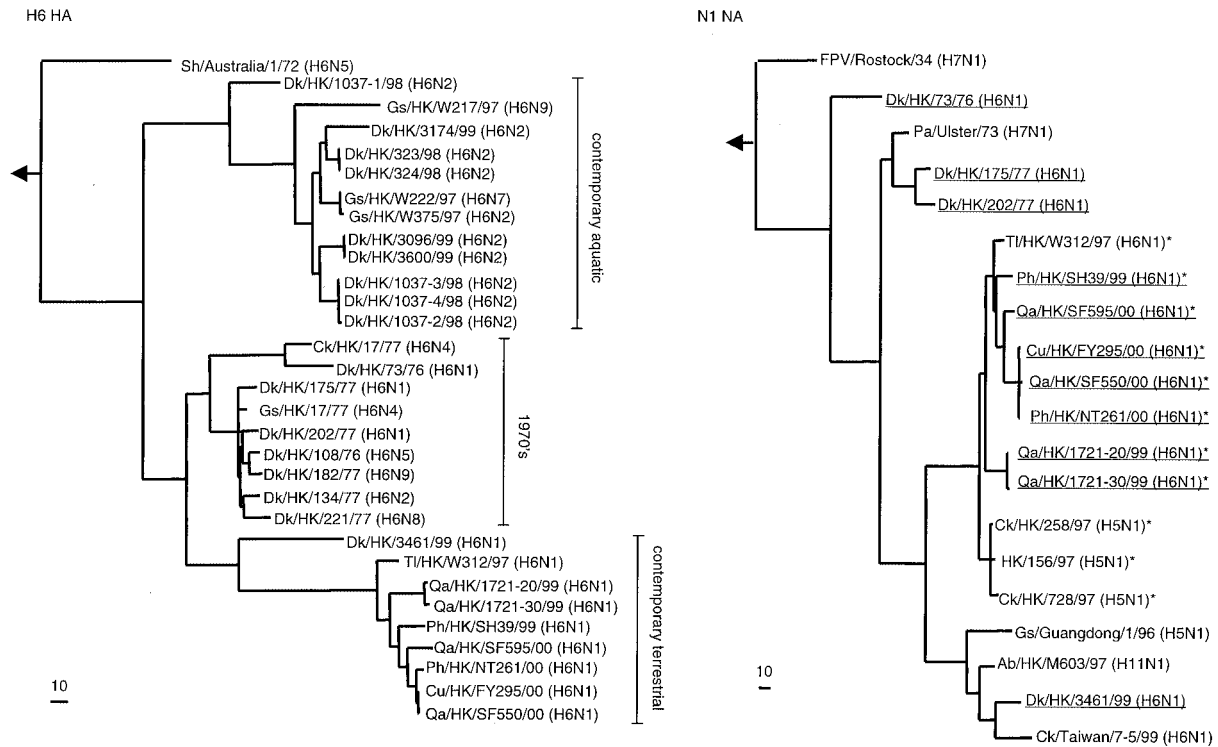 H6 HA
Sh/Australia/1/72 (H6N5)
Dk/HK/1037-1/98 (H6N2)
Gs/HK/W217/97 (H6N9)
Dk/HK/3174/99 (H6N2)
Dk/HK/323/98 (H6N2)
Dk/HK/324/98 (H6N2)
Gs/HK/W222/97 (H6N7)
Gs/HK/W375/97 (H6N2)
Dk/HK/3096/99 (H6N2)
Dk/HK/3600/99 (H6N2)
Dk/HK/1037-3/98 (H6N2)
Dk/HK/1037-4/98 (H6N2)
Dk/HK/1037-2/98 (H6N2)
contemporary aquatic
Ck/HK/17/77 (H6N4)
Dk/HK/73/76 (H6N1)
Dk/HK/175/77 (H6N1)
Gs/HK/17/77 (H6N4)
Dk/HK/202/77 (H6N1)
Dk/HK/108/76 (H6N5)
Dk/HK/182/77 (H6N9)
Dk/HK/134/77 (H6N2)
Dk/HK/221/77 (H6N8)
1970's
Dk/HK/3461/99 (H6N1)
Tl/HK/W312/97 (H6N1)
Qa/HK/1721-20/99 (H6N1)
Qa/HK/1721-30/99 (H6N1)
Ph/HK/SH39/99 (H6N1)
Qa/HK/SF595/00 (H6N1)
Ph/HK/NT261/00 (H6N1)
Cu/HK/FY295/00 (H6N1)
Qa/HK/SF550/00 (H6N1)
contemporary terrestrial
10
N1 NA
FPV/Rostock/34 (H7N1)
Dk/HK/73/76 (H6N1)
Pa/Ulster/73 (H7N1)
Dk/HK/175/77 (H6N1)
Dk/HK/202/77 (H6N1)
Tl/HK/W312/97 (H6N1)*
Ph/HK/SH39/99 (H6N1)*
Qa/HK/SF595/00 (H6N1)*
Cu/HK/FY295/00 (H6N1)*
Qa/HK/SF550/00 (H6N1)*
Ph/HK/NT261/00 (H6N1)*
Qa/HK/1721-20/99 (H6N1)*
Qa/HK/1721-30/99 (H6N1)*
Ck/HK/258/97 (H5N1)*
HK/156/97 (H5N1)*
Ck/HK/728/97 (H5N1)*
Gs/Guangdong/1/96 (H5N1)
Ab/HK/M603/97 (H11N1)
Dk/HK/3461/99 (H6N1)
Ck/Taiwan/7-5/99 (H6N1)
10